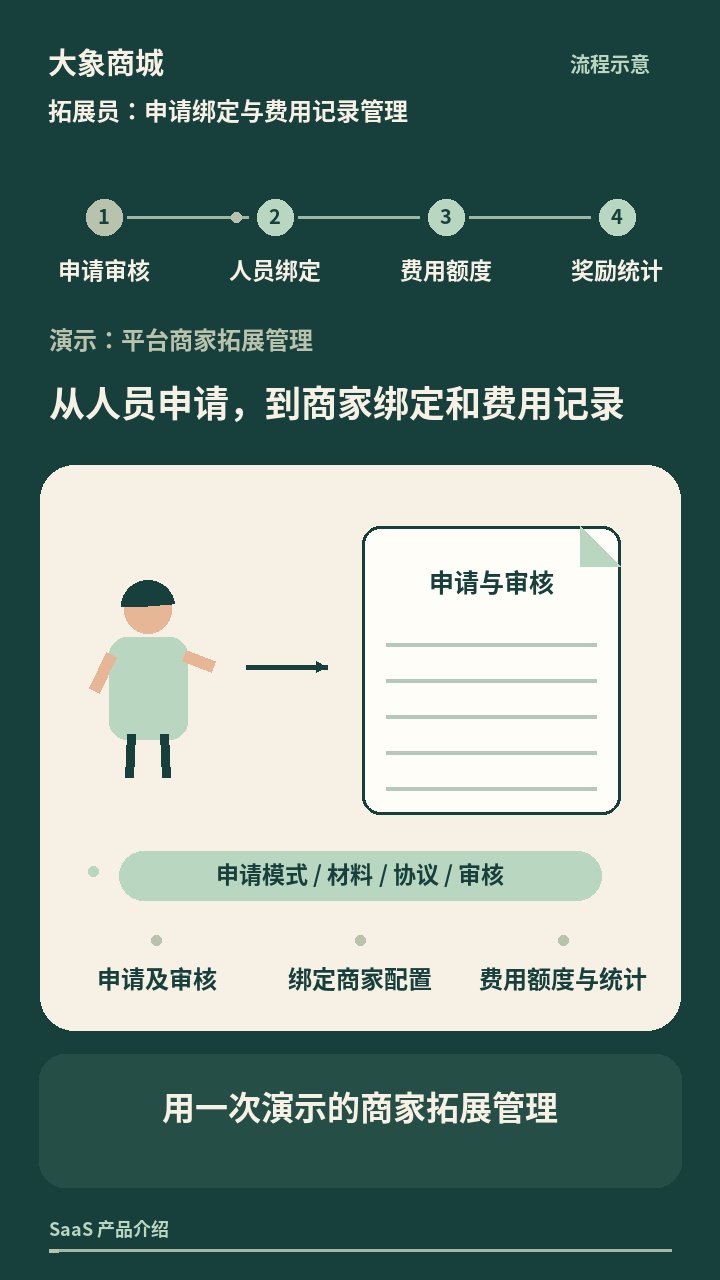 大象商城
流程示意
拓展员：申请绑定与费用记录管理
1
2
3
4
申请审核
人员绑定
费用额度
奖励统计
演示：平台商家拓展管理
从人员申请，到商家绑定和费用记录
申请与审核
申请模式 / 材料 / 协议 / 审核
申请及审核
绑定商家配置
费用额度与统计
用一次演示的商家拓展管理
SaaS 产品介绍